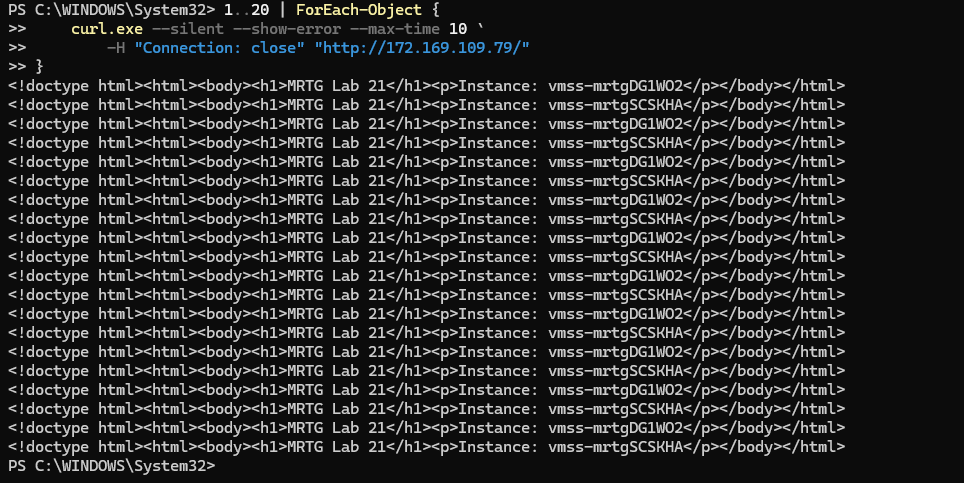 PS C:\WINDOWS\System32> 1..20 | ForEach-Object {
>>     curl.exe --silent --show-error --max-time 10 `
>>         -H "Connection: close" "http://172.169.109.79/"
>> }
<!doctype html><html><body><h1>MRTG Lab 21</h1><p>Instance: vmss-mrtgDG1WO2</p></body></html>
<!doctype html><html><body><h1>MRTG Lab 21</h1><p>Instance: vmss-mrtgSCSKHA</p></body></html>
<!doctype html><html><body><h1>MRTG Lab 21</h1><p>Instance: vmss-mrtgDG1WO2</p></body></html>
<!doctype html><html><body><h1>MRTG Lab 21</h1><p>Instance: vmss-mrtgSCSKHA</p></body></html>
<!doctype html><html><body><h1>MRTG Lab 21</h1><p>Instance: vmss-mrtgDG1WO2</p></body></html>
<!doctype html><html><body><h1>MRTG Lab 21</h1><p>Instance: vmss-mrtgSCSKHA</p></body></html>
<!doctype html><html><body><h1>MRTG Lab 21</h1><p>Instance: vmss-mrtgDG1WO2</p></body></html>
<!doctype html><html><body><h1>MRTG Lab 21</h1><p>Instance: vmss-mrtgSCSKHA</p></body></html>
<!doctype html><html><body><h1>MRTG Lab 21</h1><p>Instance: vmss-mrtgDG1WO2</p></body></html>
<!doctype html><html><body><h1>MRTG Lab 21</h1><p>Instance: vmss-mrtgSCSKHA</p></body></html>
<!doctype html><html><body><h1>MRTG Lab 21</h1><p>Instance: vmss-mrtgDG1WO2</p></body></html>
<!doctype html><html><body><h1>MRTG Lab 21</h1><p>Instance: vmss-mrtgSCSKHA</p></body></html>
<!doctype html><html><body><h1>MRTG Lab 21</h1><p>Instance: vmss-mrtgDG1WO2</p></body></html>
<!doctype html><html><body><h1>MRTG Lab 21</h1><p>Instance: vmss-mrtgSCSKHA</p></body></html>
<!doctype html><html><body><h1>MRTG Lab 21</h1><p>Instance: vmss-mrtgDG1WO2</p></body></html>
<!doctype html><html><body><h1>MRTG Lab 21</h1><p>Instance: vmss-mrtgSCSKHA</p></body></html>
<!doctype html><html><body><h1>MRTG Lab 21</h1><p>Instance: vmss-mrtgDG1WO2</p></body></html>
<!doctype html><html><body><h1>MRTG Lab 21</h1><p>Instance: vmss-mrtgSCSKHA</p></body></html>
<!doctype html><html><body><h1>MRTG Lab 21</h1><p>Instance: vmss-mrtgDG1WO2</p></body></html>
<!doctype html><html><body><h1>MRTG Lab 21</h1><p>Instance: vmss-mrtgSCSKHA</p></body></html>
PS C:\WINDOWS\System32>